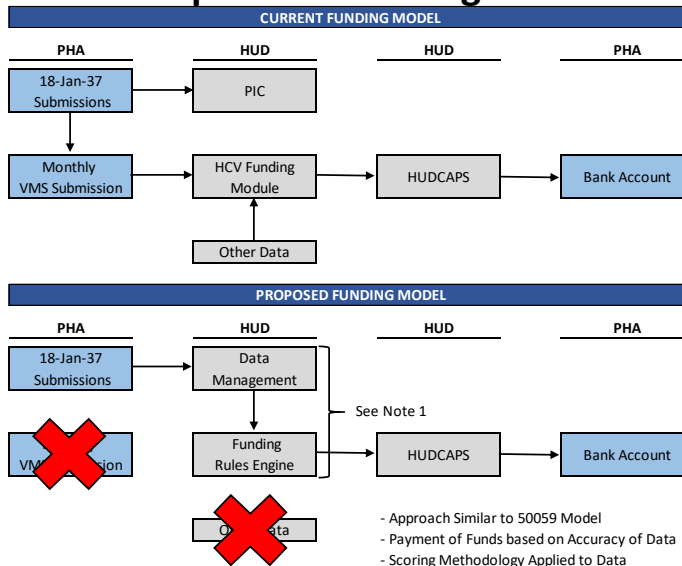 CURRENT FUNDING MODEL
PHA HUD HUD PHA
18-Jan-37
Submissions
PIC
Monthly
VMS Submission
HCV Funding
Module
HUDCAPS
Bank Account
Other Data
PROPOSED FUNDING MODEL
PHA HUD HUD PHA
18-Jan-37
Submissions
Data
Management
See Note 1
Funding
Rules Engine
HUDCAPS
Bank Account
- Approach Similar to 50059 Model
- Payment of Funds based on Accuracy of Data
- Scoring Methodology Applied to Data